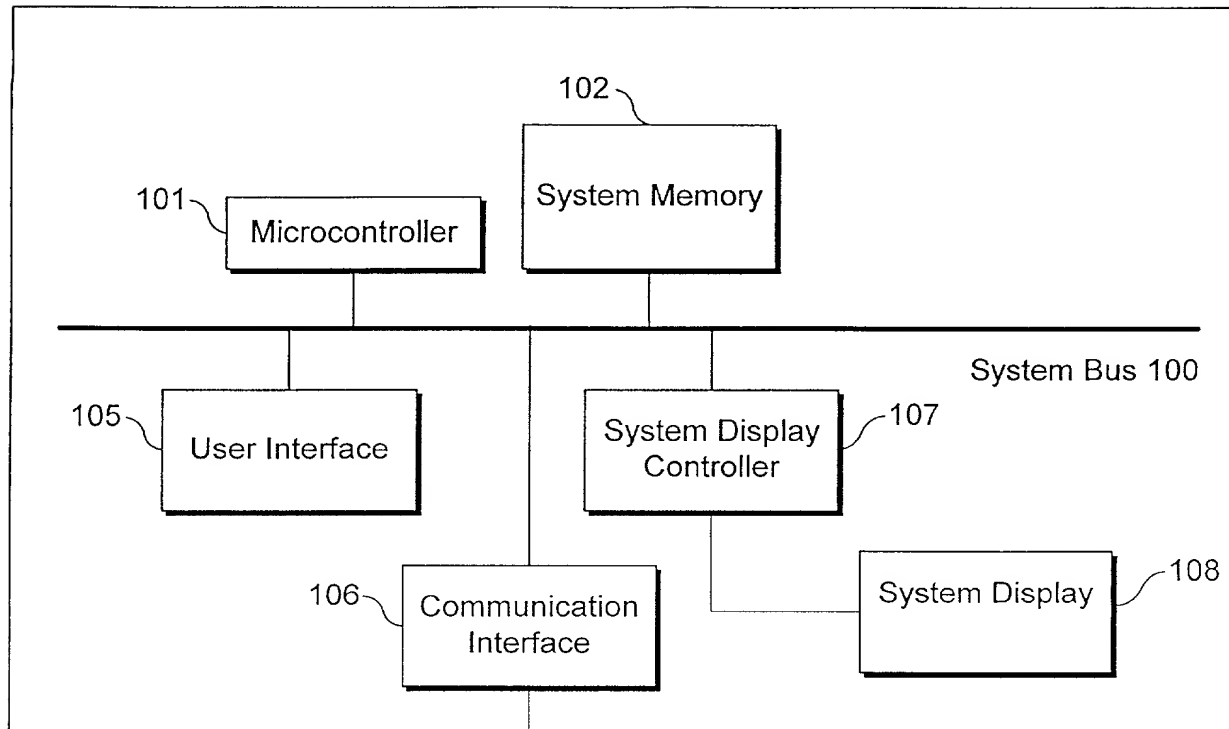 102
System Memory
101
Microcontroller
System Bus 100
105
User Interface
107
System Display
Controller
106
Communication
Interface
108
System Display